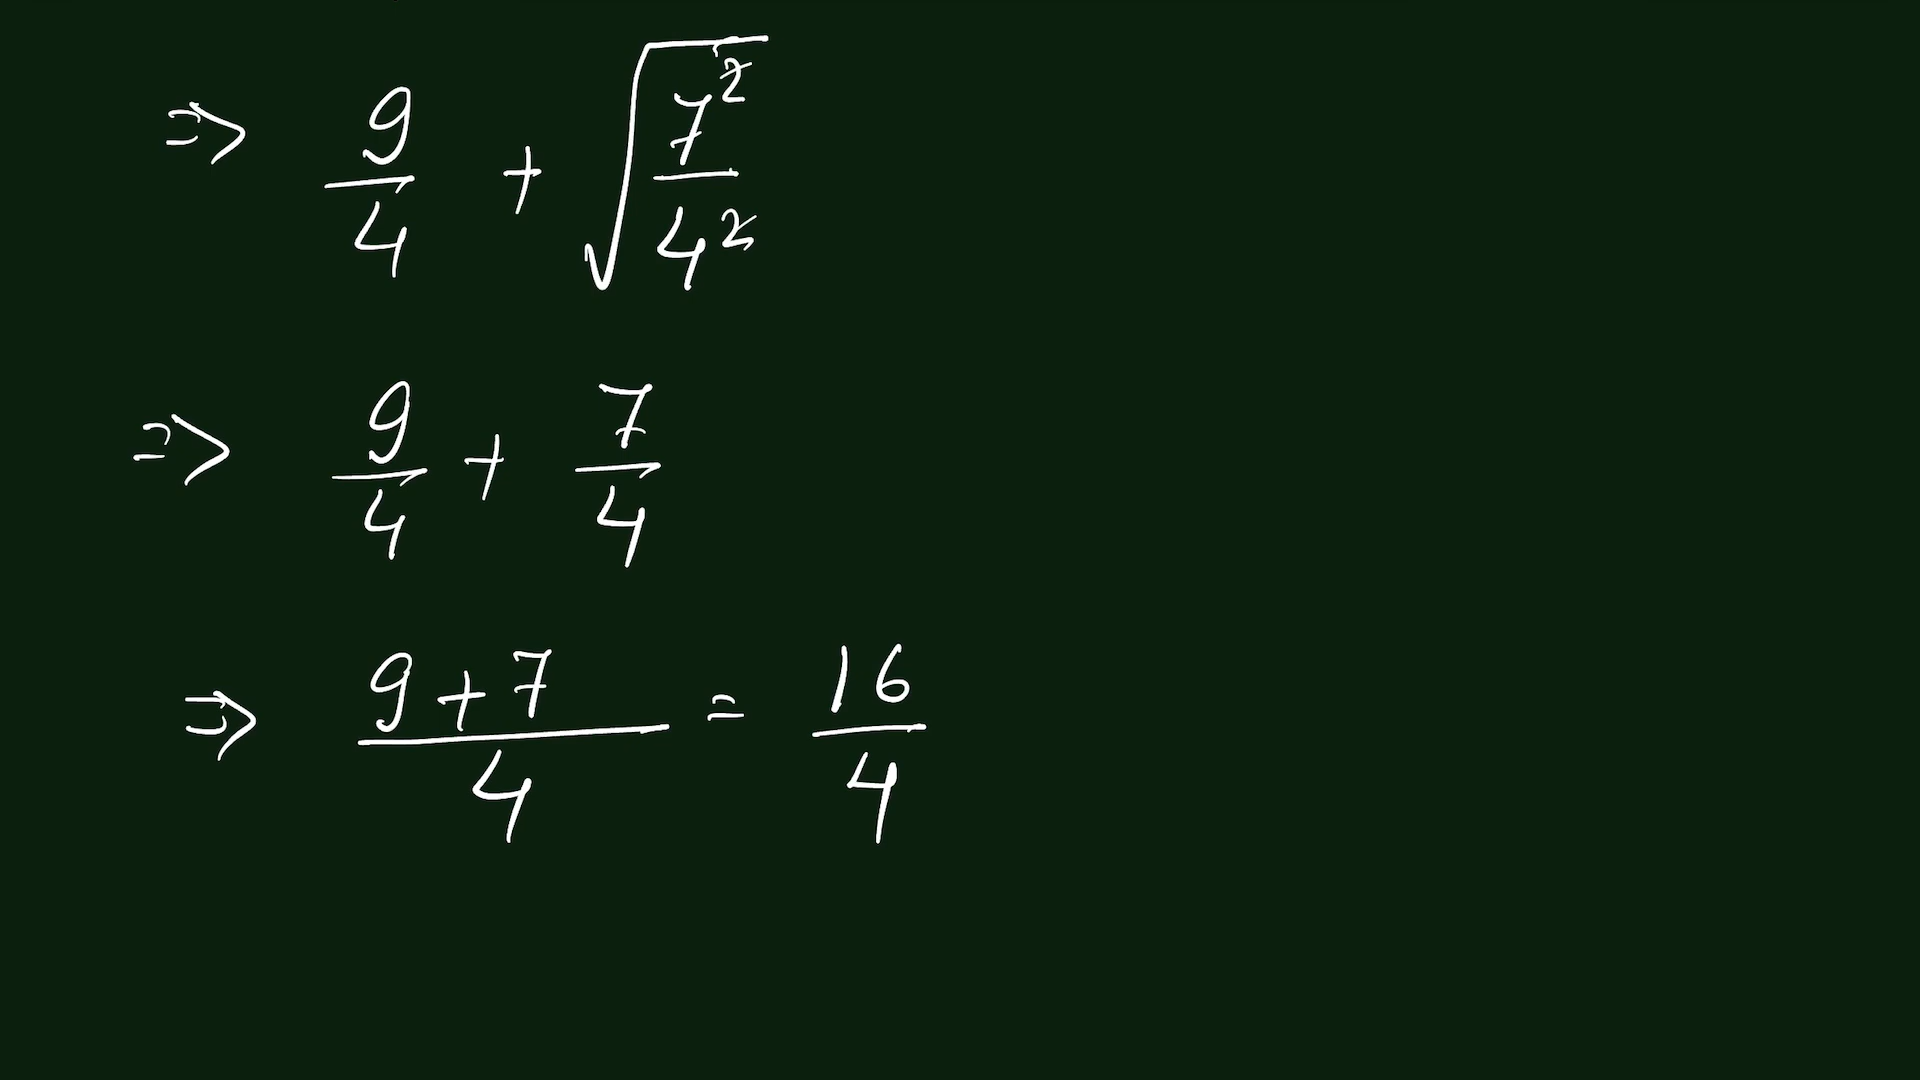 ⇒ 9/4 + √(7²/4²)
⇒ 9/4 + 7/4
⇒ (9+7)/4 = 16/4